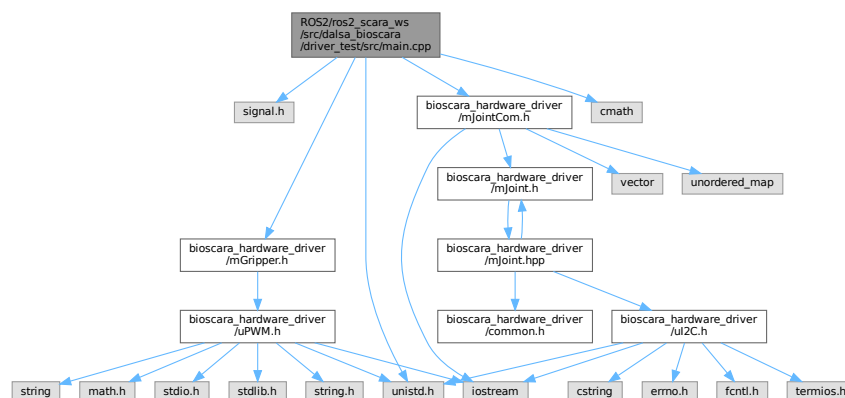 ROS2/ros2_scara_ws
/src/dalsa_bioscara
/driver_test/src/main.cpp
signal.h
bioscara_hardware_driver
/mJointCom.h
cmath
bioscara_hardware_driver
/mJoint.h
vector
unordered_map
bioscara_hardware_driver
/mGripper.h
bioscara_hardware_driver
/mJoint.hpp
bioscara_hardware_driver
/uPWM.h
bioscara_hardware_driver
/common.h
bioscara_hardware_driver
/uI2C.h
string
math.h
stdio.h
stdlib.h
string.h
unistd.h
iostream
cstring
errno.h
fcntl.h
termios.h